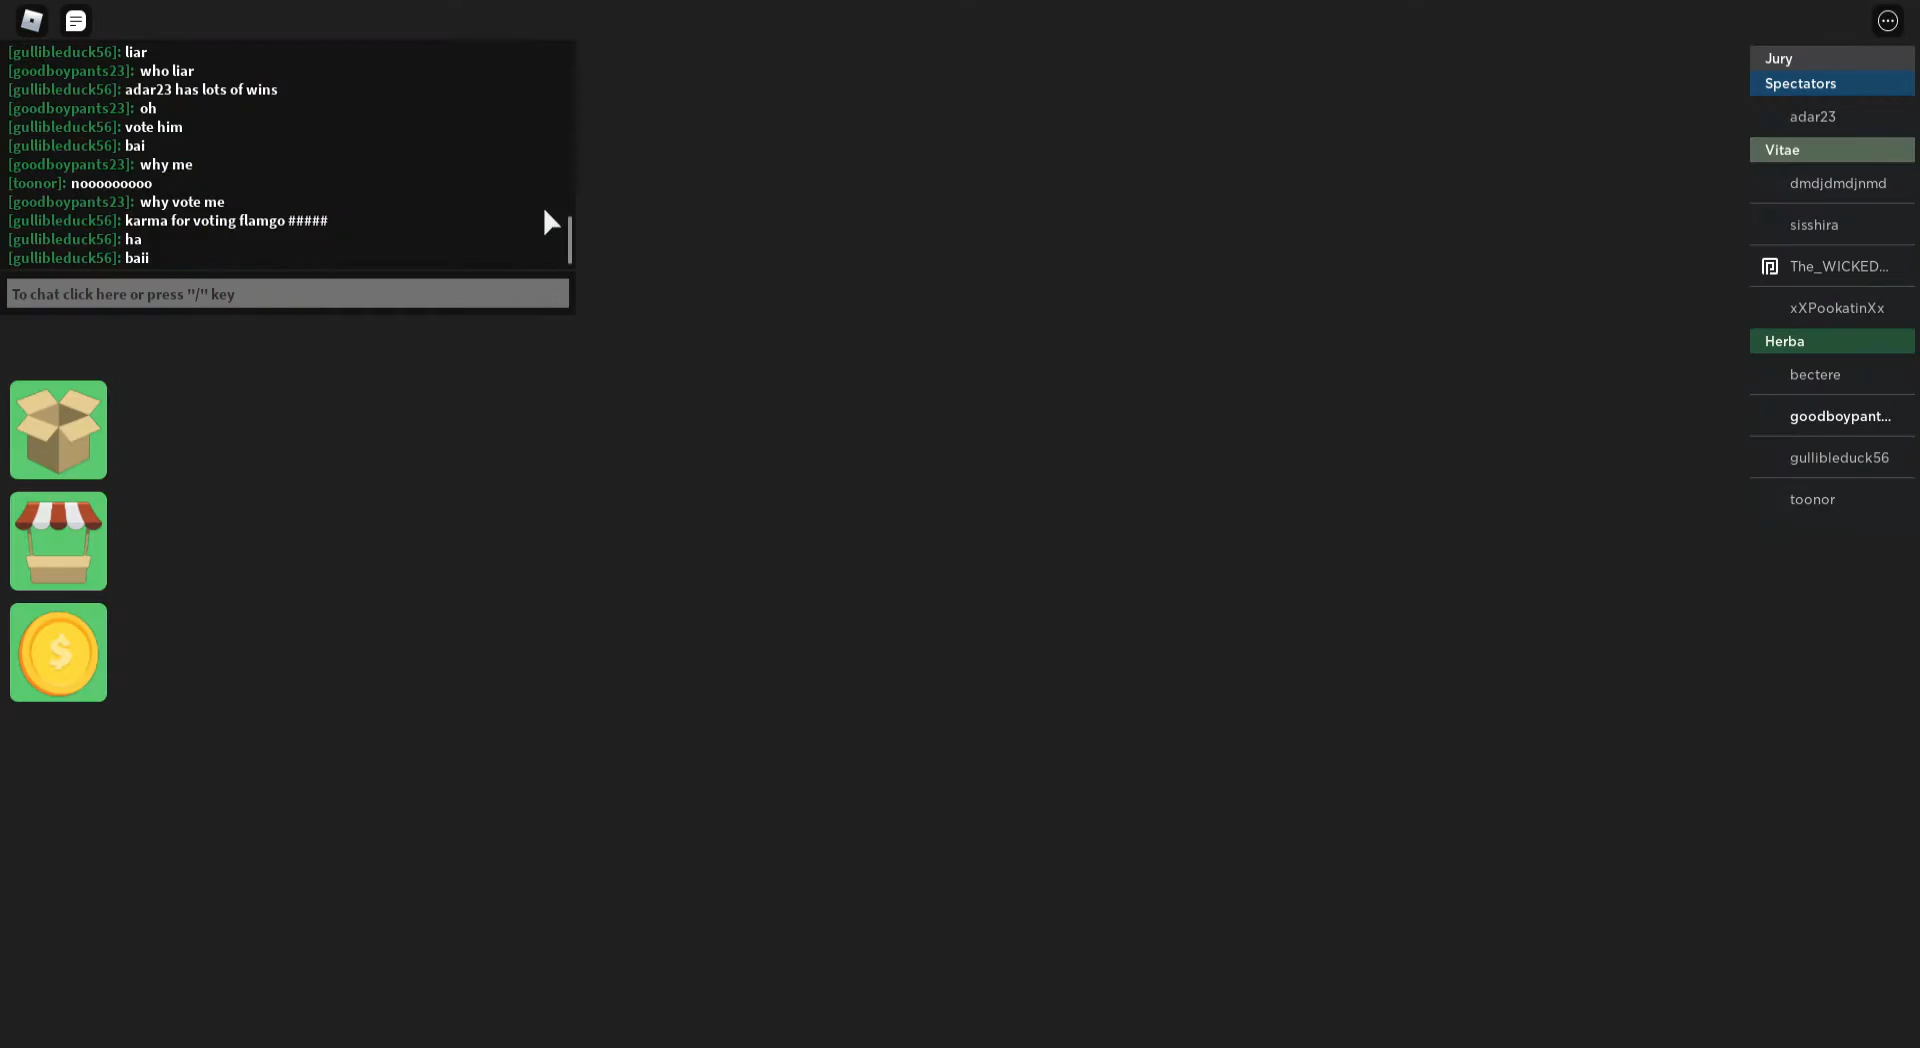 [gullibleduck56]: liar
[goodboypants23]: who liar
[gullibleduck56]: adar23 has lots of wins
[goodboypants23]: oh
[gullibleduck56]: vote him
[gullibleduck56]: bai
[goodboypants23]: why me
[toonor]: nooooooooo
[goodboypants23]: why vote me
[gullibleduck56]: karma for voting flamgo #####
[gullibleduck56]: ha
[gullibleduck56]: baii
To chat click here or press "/" key
$
Jury
Spectators
adar23
Vitae
dmdjdmdjnmd
sisshira
The_WICKED...
xXPookatinXx
Herba
bectere
goodboypant...
gullibleduck56
toonor